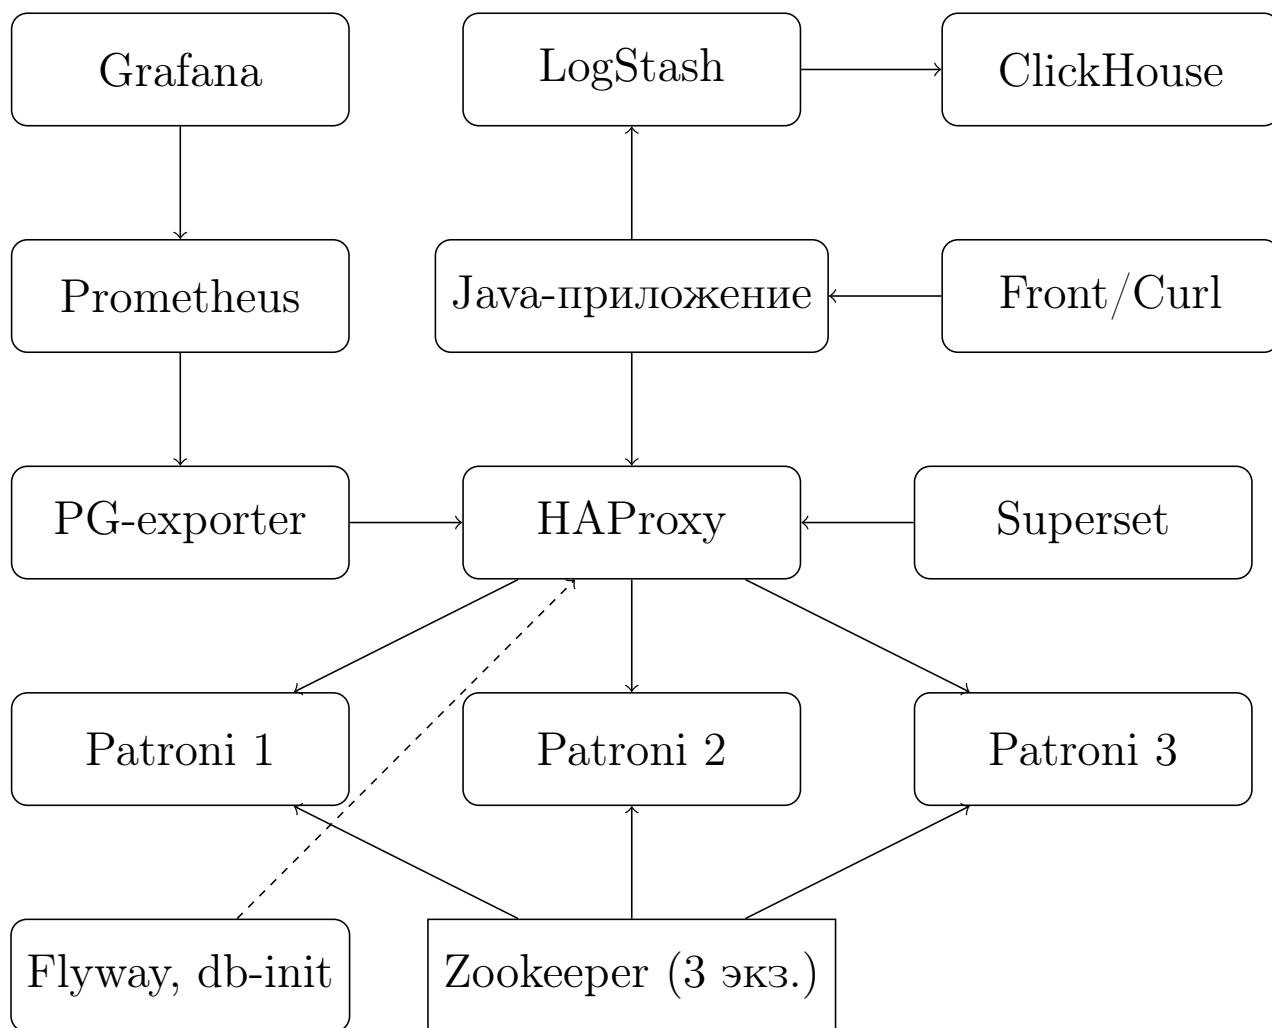 Grafana
LogStash
ClickHouse
Prometheus
Java-приложение
Front/Curl
PG-exporter
HAProxy
Superset
Patroni 1
Patroni 2
Patroni 3
Flyway, db-init
Zookeeper (3 экз.)